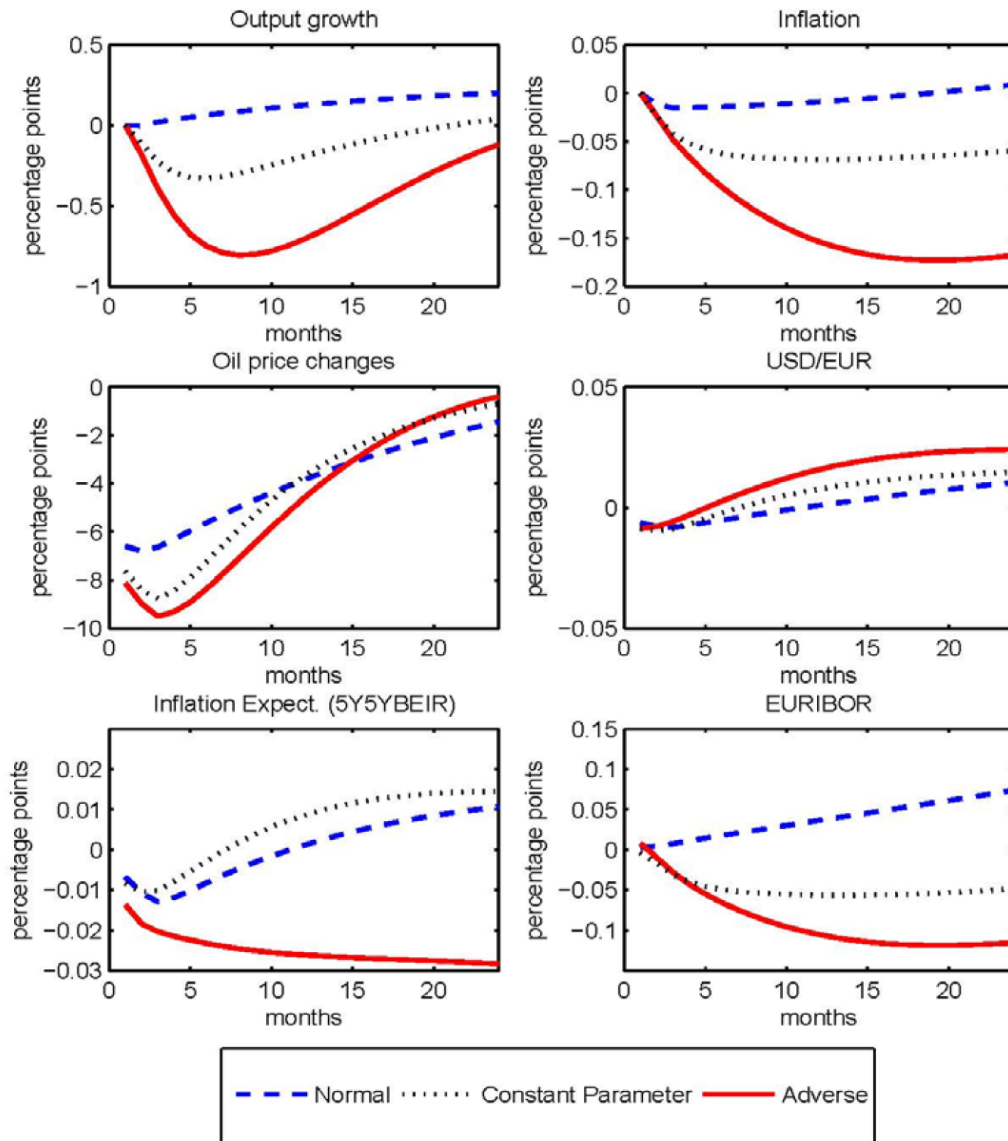 Output growth
percentage points
0.5
0
−0.5
−1
0 5 10 15 20
months
Inflation
percentage points
0.05
0
−0.05
−0.1
−0.15
−0.2
0 5 10 15 20
months
Oil price changes
percentage points
0
−2
−4
−6
−8
−10
0 5 10 15 20
months
USD/EUR
percentage points
0.05
0
−0.05
0 5 10 15 20
months
Inflation Expect. (5Y5YBEIR)
percentage points
0.02
0.01
0
−0.01
−0.02
−0.03
0 5 10 15 20
months
EURIBOR
percentage points
0.15
0.1
0.05
0
−0.05
−0.1
0 5 10 15 20
months
Normal Constant Parameter Adverse